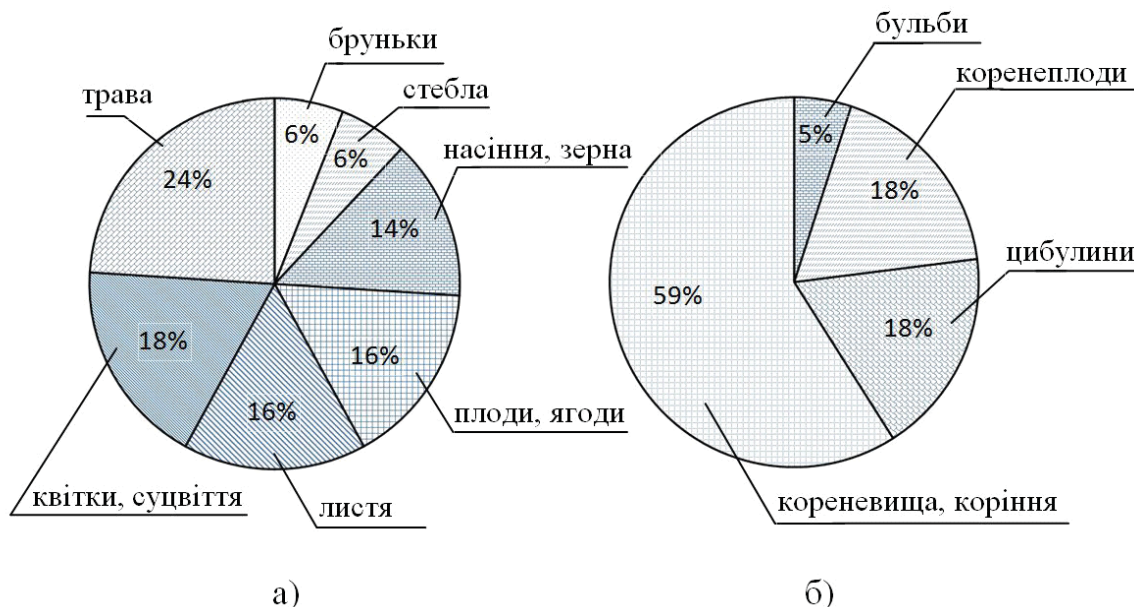 бруньки
стебла
трава
насіння, зерна
6%
6%
24%
14%
18%
16%
16%
плоди, ягоди
квітки, суцвіття
листя
а)
бульби
коренеплоди
5%
18%
цибулини
59%
18%
кореневища, коріння
б)